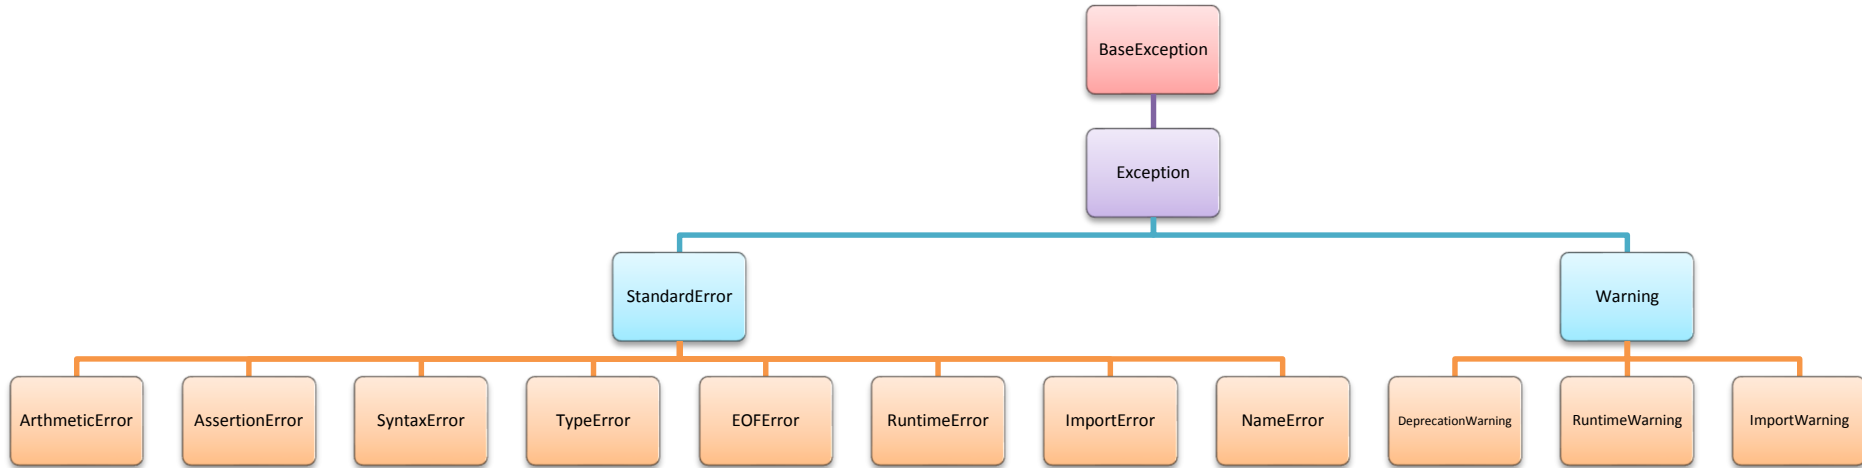 BaseException
Exception
StandardError
Warning
ArthmeticError
AssertionError
SyntaxError
TypeError
EOFError
RuntimeError
ImportError
NameError
DeprecationWarning
RuntimeWarning
ImportWarning